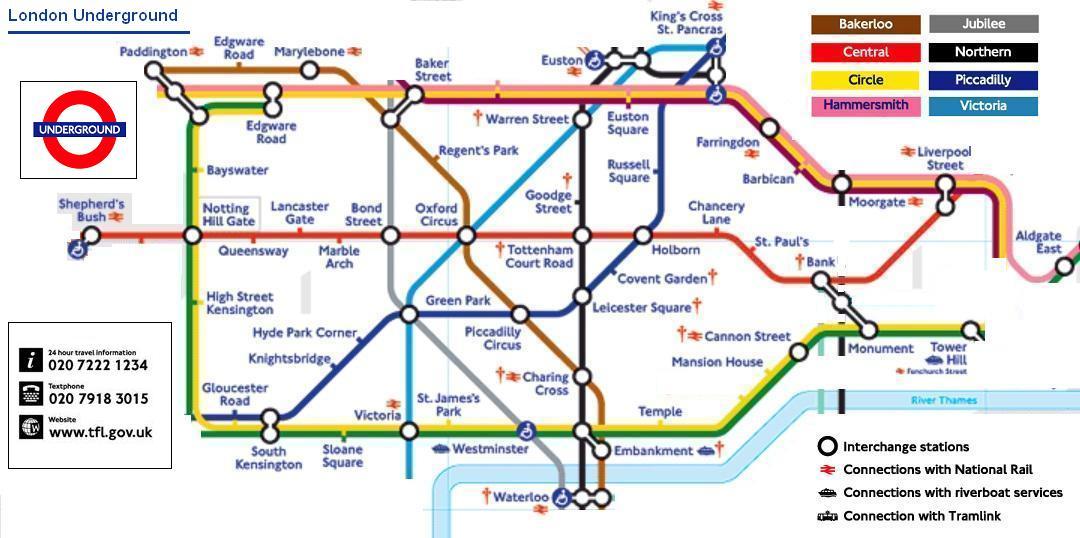 London Underground
UNDERGROUND
Bakerloo
Jubilee
Central
Northern
Circle
Piccadilly
Hammersmith
Victoria
Paddington
Edgware
Road
Marylebone
Baker
Street
Euston
King's Cross
St. Pancras
Edgware
Road
Warren Street
Euston
Square
Farringdon
Barbican
Liverpool
Street
Moorgate
Bayswater
Regent's Park
Russell
Square
Goodge
Street
Shepherd's
Bush
Notting
Hill Gate
Lancaster
Gate
Bond
Street
Oxford
Circus
Chancery
Lane
Queensway
Marble
Arch
Tottenham
Court Road
Holborn
St. Paul's
Bank
Aldgate
East
Covent Garden
High Street
Kensington
Green Park
Leicester Square
Hyde Park Corner
Piccadilly
Circus
Knightsbridge
Cannon Street
Mansion House
Monument
Tower
Hill
Fenchurch Street
Gloucester
Road
Charing
Cross
Victoria
St. James's
Park
Temple
River Thames
South
Kensington
Sloane
Square
Westminster
Embankment
Waterloo
24 hour travel information
020 7222 1234
Textphone
020 7918 3015
Website
www.tfl.gov.uk
Interchange stations
Connections with National Rail
Connections with riverboat services
Connection with Tramlink